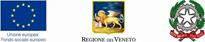 Unione europea
Fondo sociale europeo
REGIONE DEL VENETO